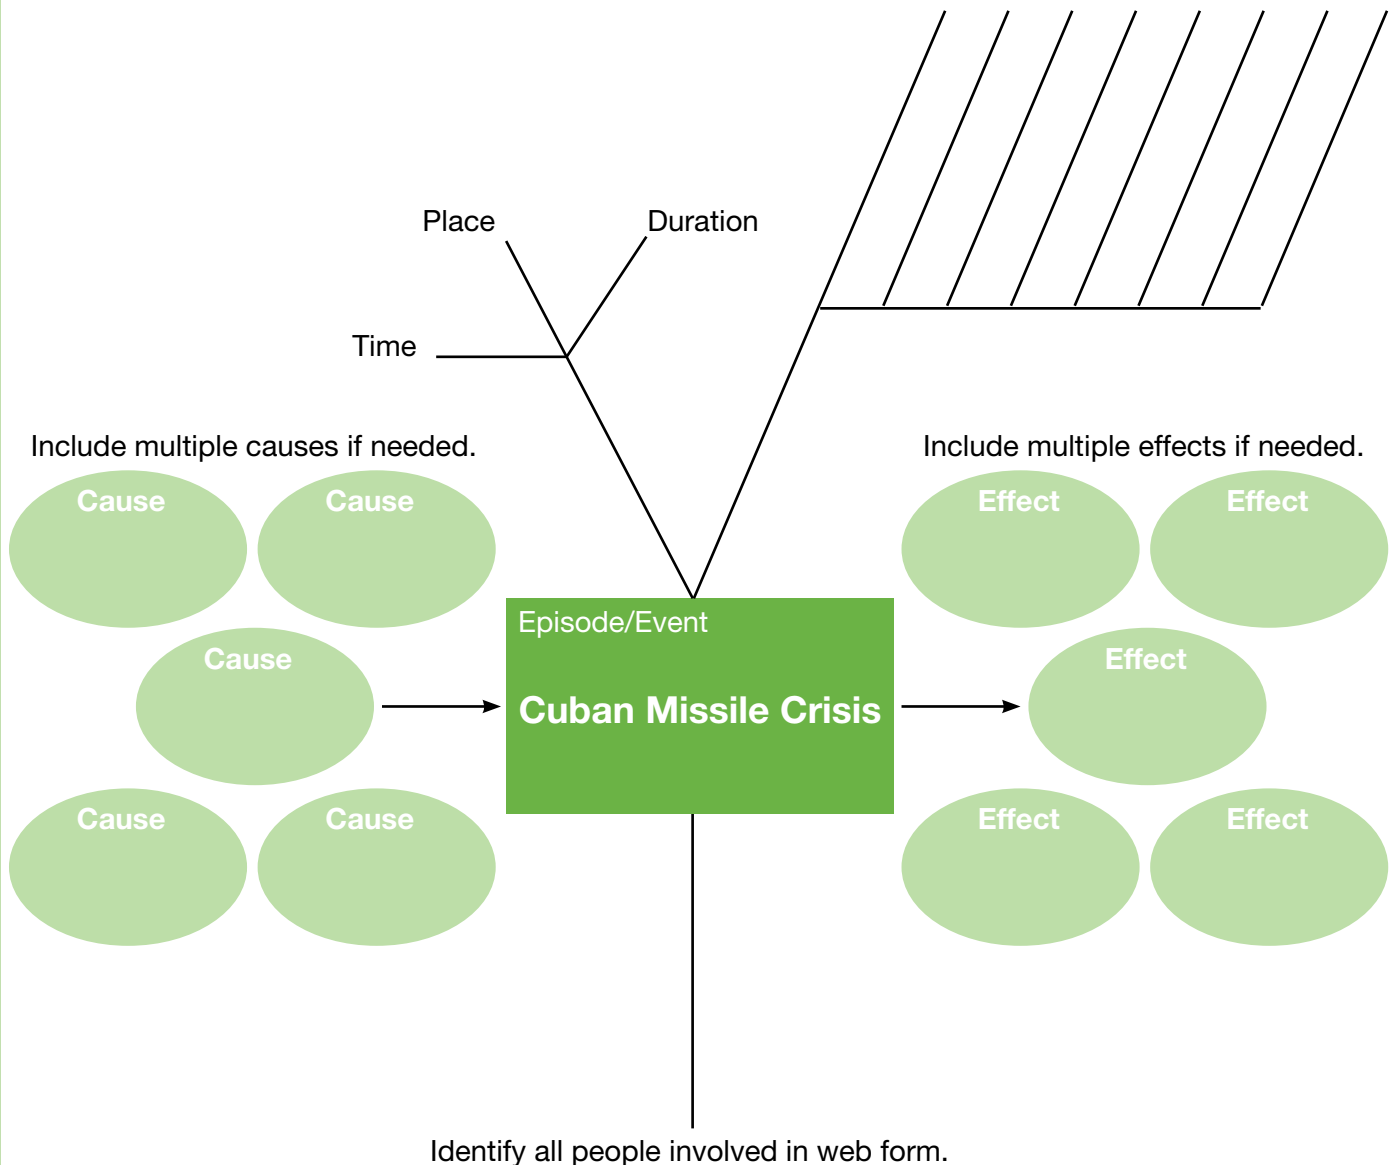 Place
Duration
Time
Include multiple causes if needed.
Include multiple effects if needed.
Cause
Cause
Effect
Effect
Episode/Event
Cause
Effect
Cuban Missile Crisis
Cause
Cause
Effect
Effect
Identify all people involved in web form.